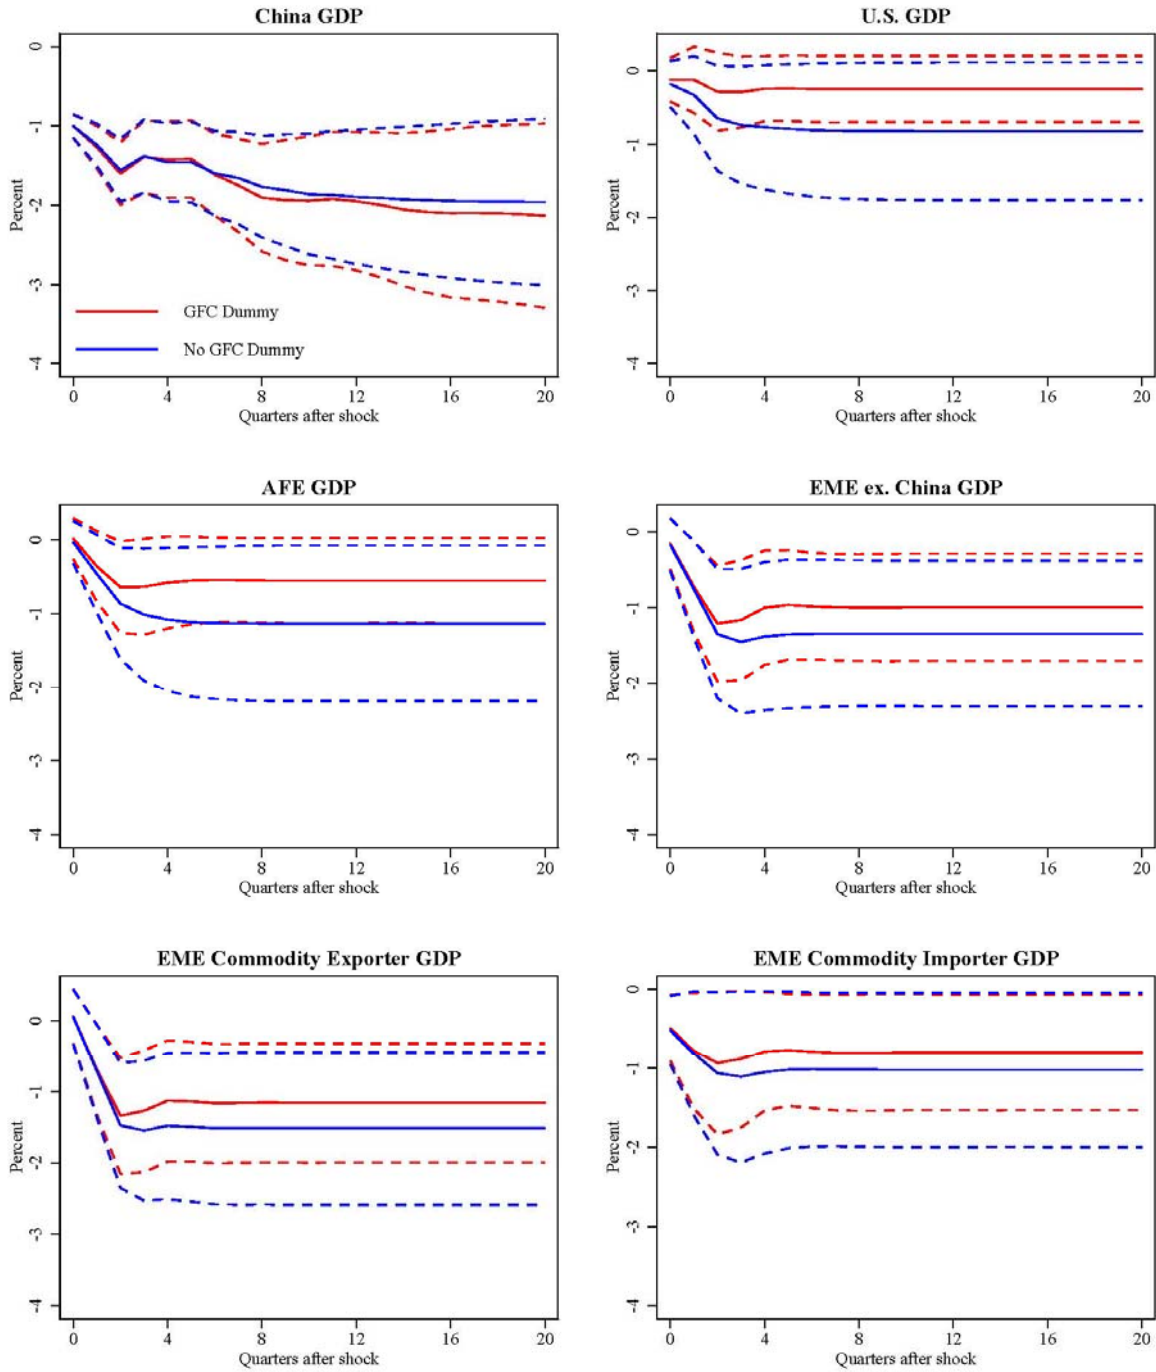 China GDP
Percent
0
-1
-2
-3
-4
GFC Dummy
No GFC Dummy
0 4 8 12 16 20
Quarters after shock
U.S. GDP
Percent
0
-1
-2
-3
-4
0 4 8 12 16 20
Quarters after shock
AFE GDP
Percent
0
-1
-2
-3
-4
0 4 8 12 16 20
Quarters after shock
EME ex. China GDP
Percent
0
-1
-2
-3
-4
0 4 8 12 16 20
Quarters after shock
EME Commodity Exporter GDP
Percent
0
-1
-2
-3
-4
0 4 8 12 16 20
Quarters after shock
EME Commodity Importer GDP
Percent
0
-1
-2
-3
-4
0 4 8 12 16 20
Quarters after shock